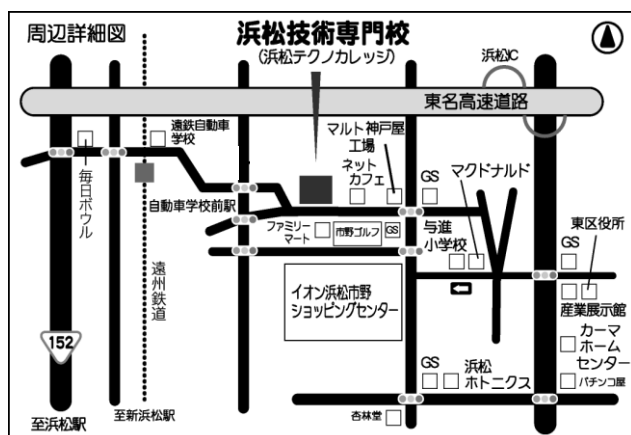 周辺詳細図
浜松技術専門校
(浜松テクノカレッジ)
浜松IC
東名高速道路
遠鉄自動車
学校
マルト神戸屋
工場
ネット
カフェ
GS
マクドナルド
毎日ボウル
自動車学校前駅
ファミリー
マート
市野ゴルフ
GS
与進
小学校
GS
東区役所
遠州鉄道
イオン浜松市野
ショッピングセンター
産業展示館
カーマ
ホーム
センター
152
GS
浜松
ホトニクス
パチンコ屋
至浜松駅
至新浜松駅
杏林堂